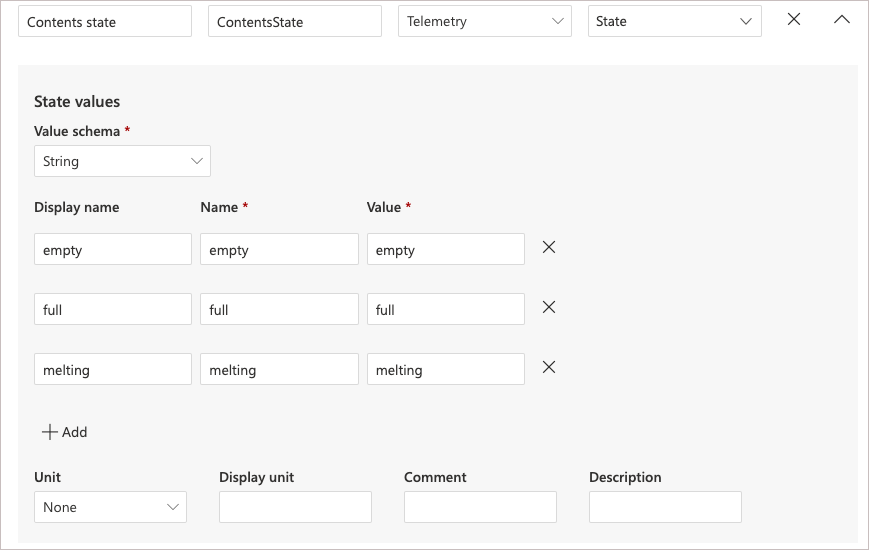 Contents state ContentsState Telemetry State
State values
Value schema *
String
Display name Name * Value *
empty empty empty
full full full
melting melting melting
Add
Unit Display unit Comment Description
None